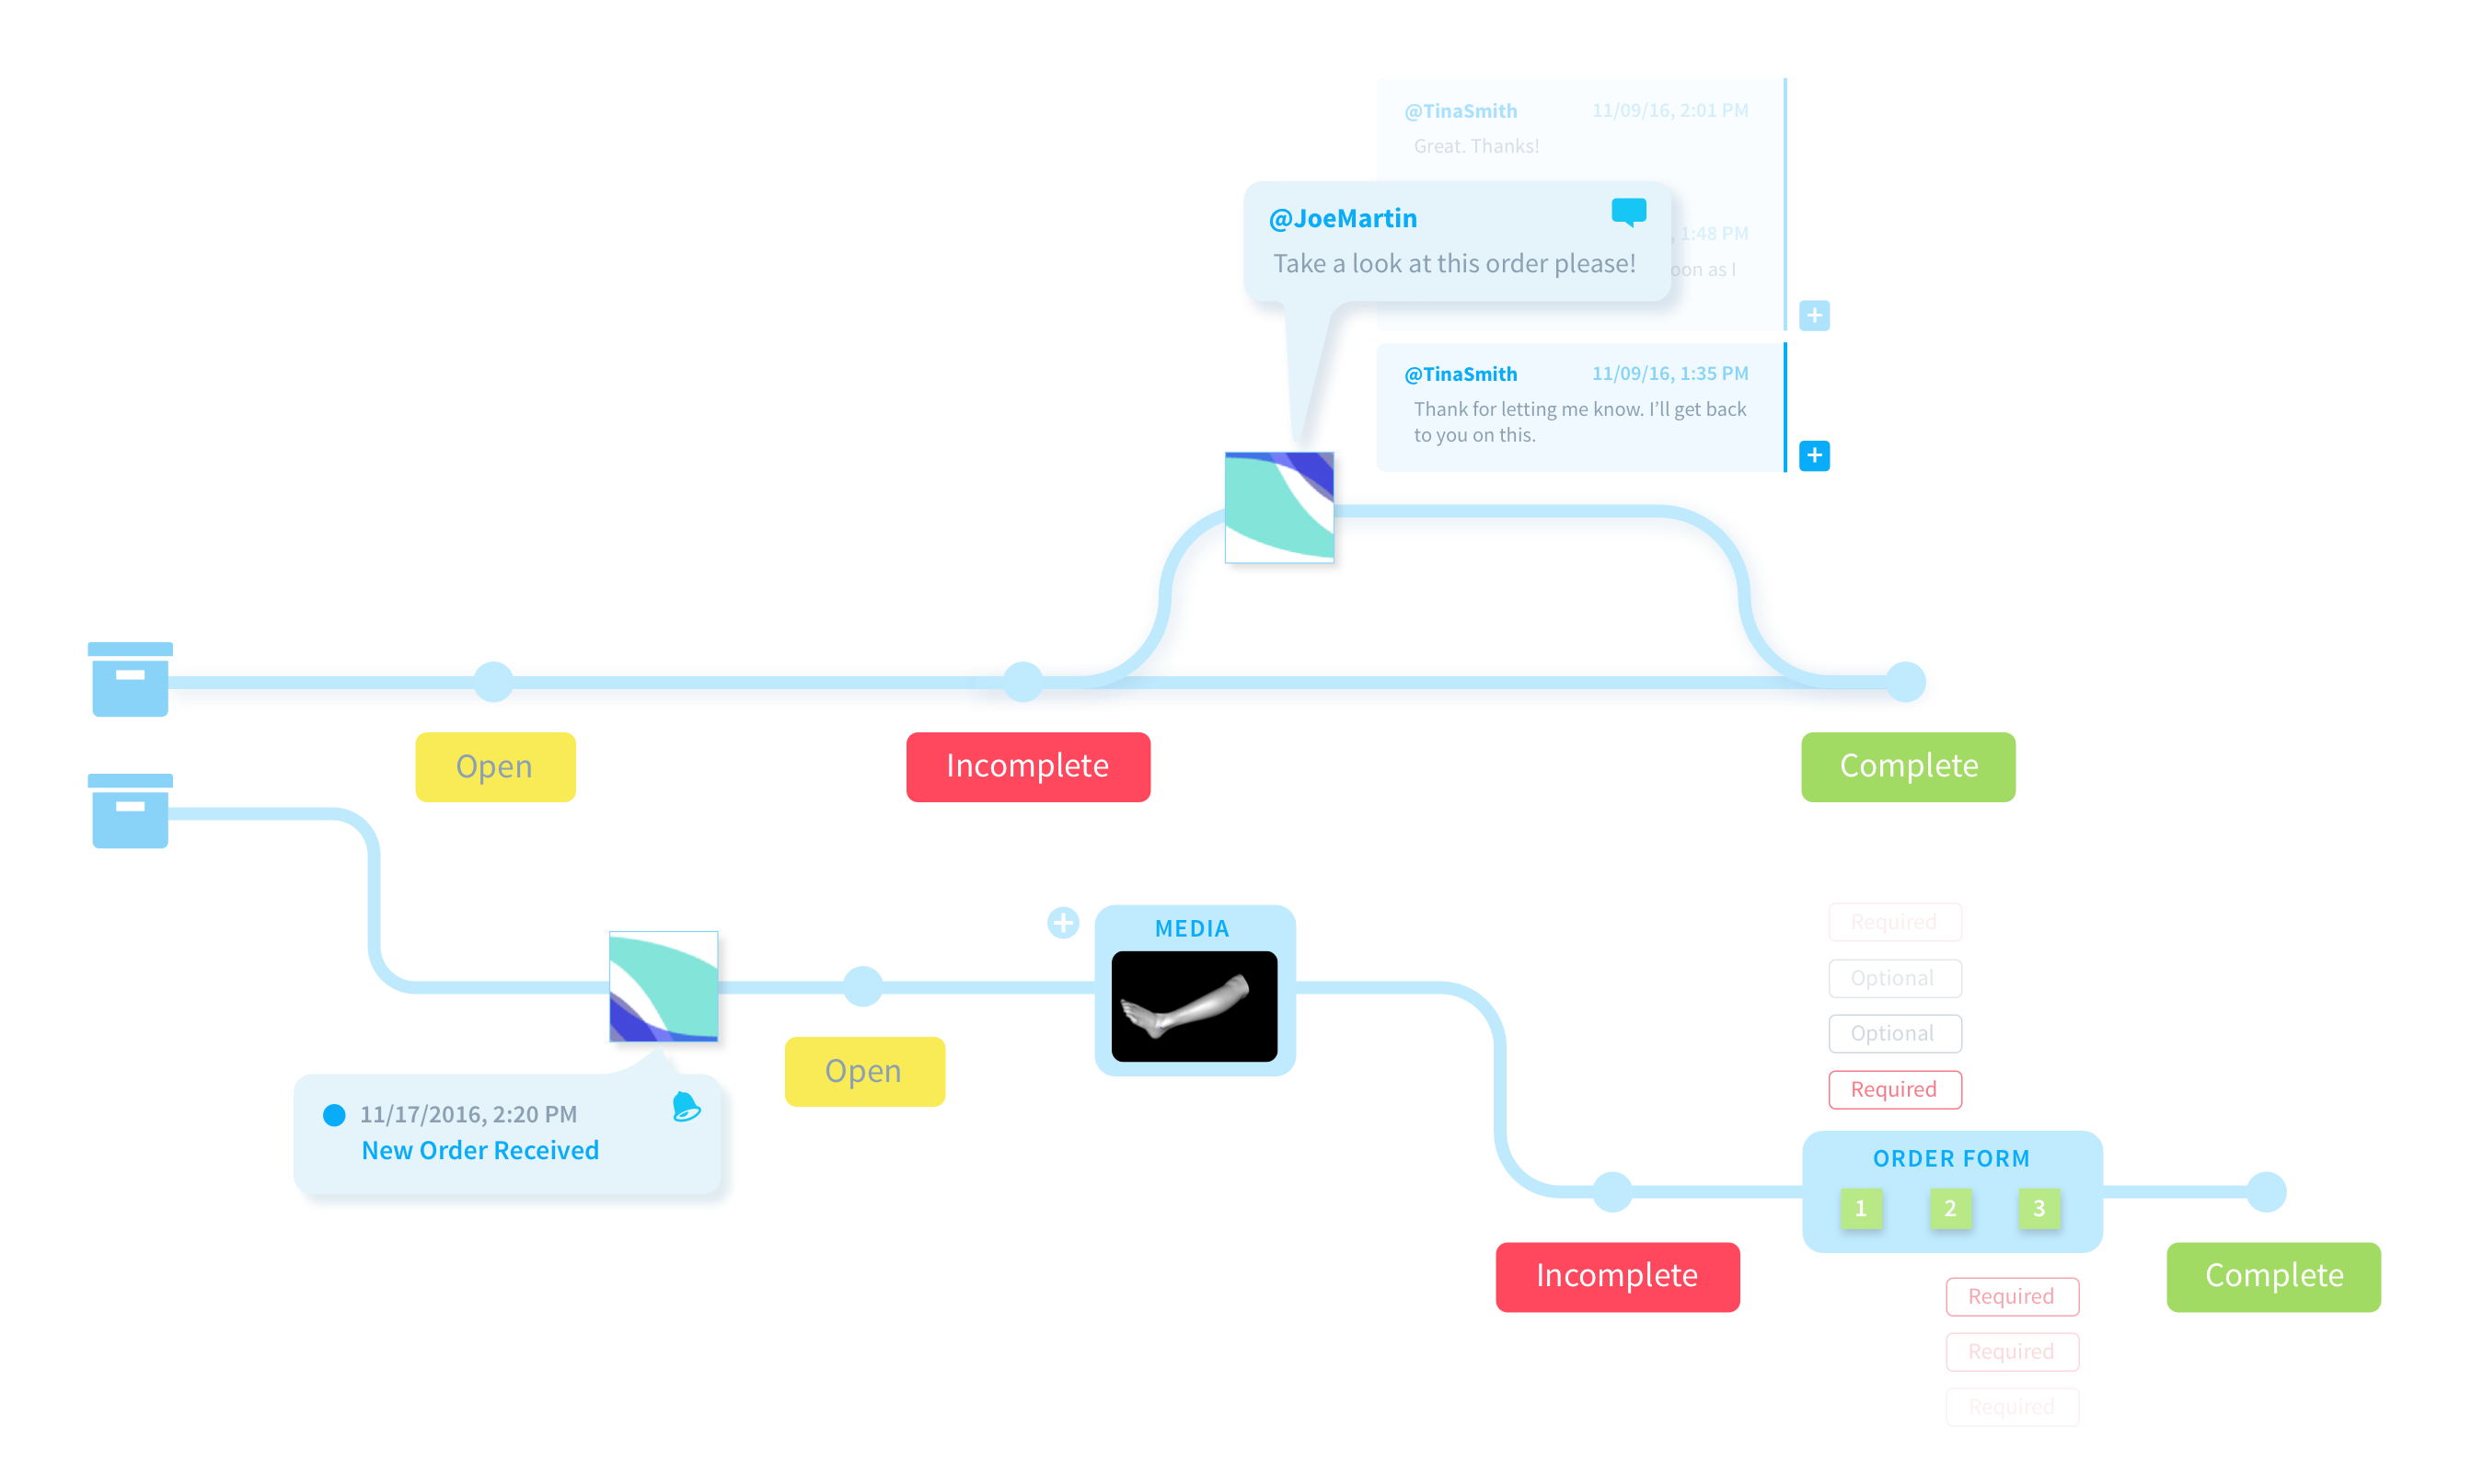 @TinaSmith 11/09/16, 2:01 PM
Great. Thanks!
@JoeMartin
Take a look at this order please!
, 1:48 PM
oon as I
@TinaSmith 11/09/16, 1:35 PM
Thank for letting me know. I’ll get back
to you on this.
Open
Incomplete
Complete
MEDIA
Open
11/17/2016, 2:20 PM
New Order Received
Required
Optional
Optional
Required
ORDER FORM
1 2 3
Incomplete
Complete
Required
Required
Required